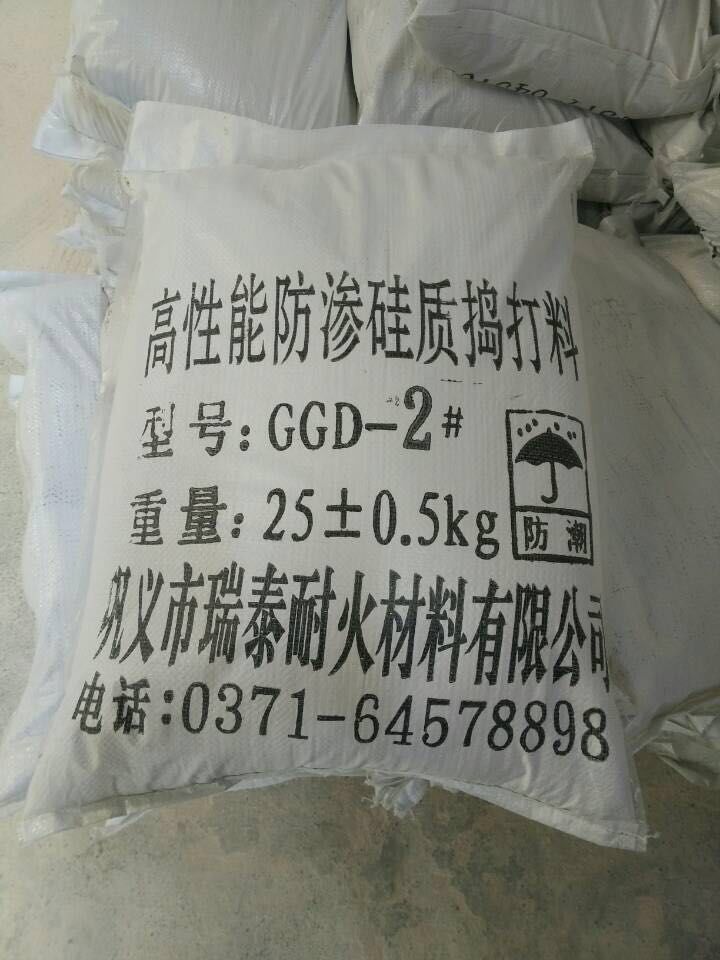 高性能防渗硅质捣打料
型号:GGD-2#
重量:25±0.5kg
防潮
巩义市瑞泰耐火材料有限公司
电话:0371-64578898